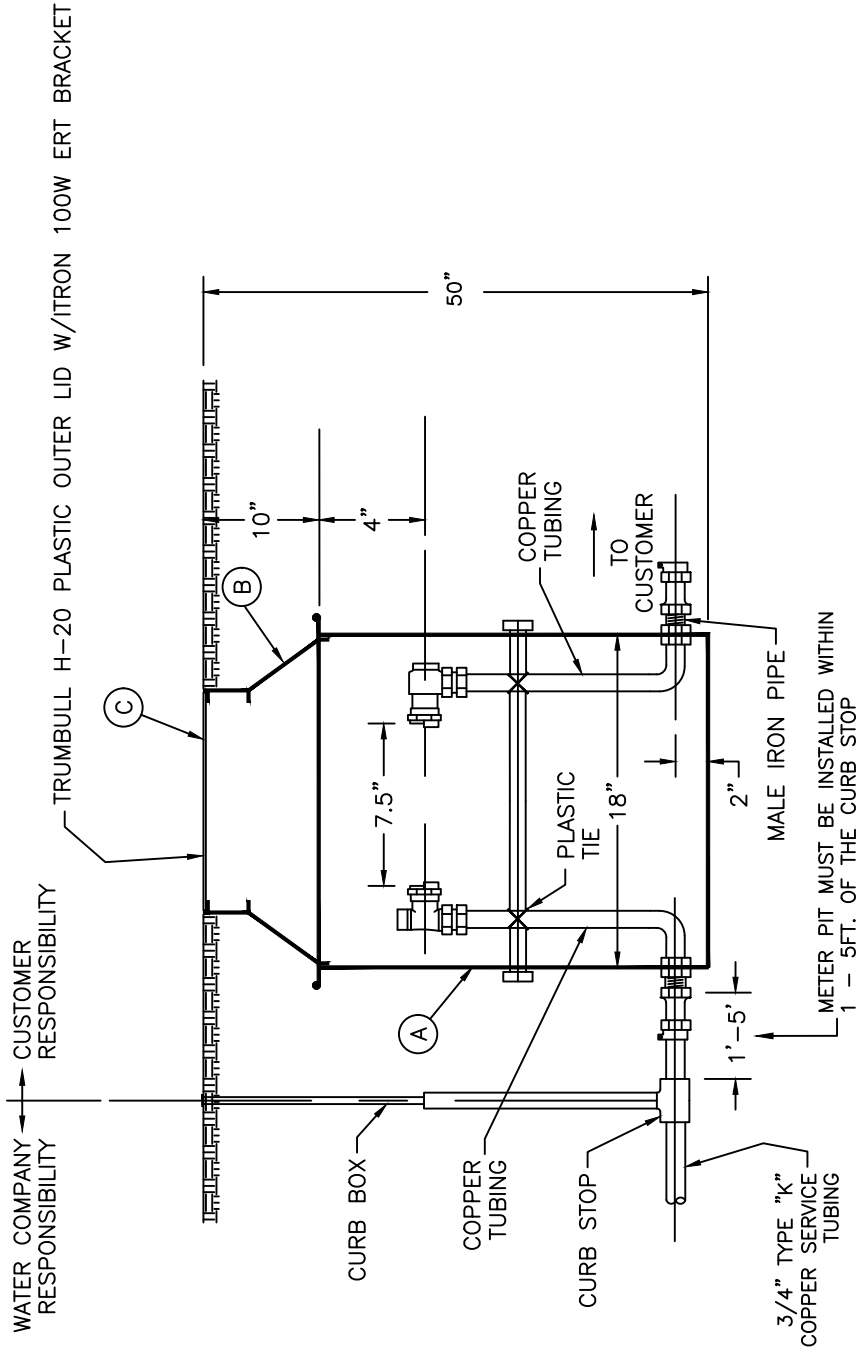 WATER COMPANY
RESPONSIBILITY
CUSTOMER
RESPONSIBILITY
TRUMBULL H-20 PLASTIC OUTER LID W/ITRON 100W ERT BRACKET
C
B
10"
4"
50"
7.5"
A
PLASTIC
TIE
18"
COPPER
TUBING
TO
CUSTOMER
CURB BOX
COPPER
TUBING
CURB STOP
1'-5'
2"
MALE IRON PIPE
3/4" TYPE "K"
COPPER SERVICE
TUBING
METER PIT MUST BE INSTALLED WITHIN
1 - 5FT. OF THE CURB STOP